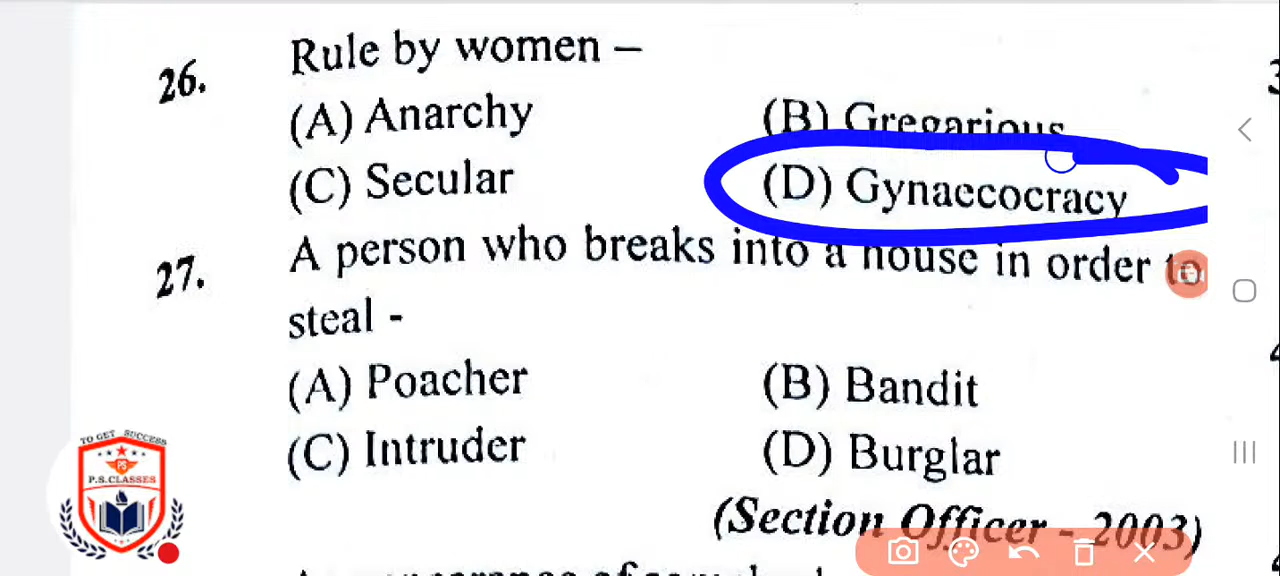 26. Rule by women –
(A) Anarchy (B) Gregarious
(C) Secular (D) Gynaecocracy
27. A person who breaks into a house in order to
steal -
(A) Poacher (B) Bandit
(C) Intruder (D) Burglar
(Section Officer - 2003)
TO GET SUCCESS
PS
P.S.CLASSES